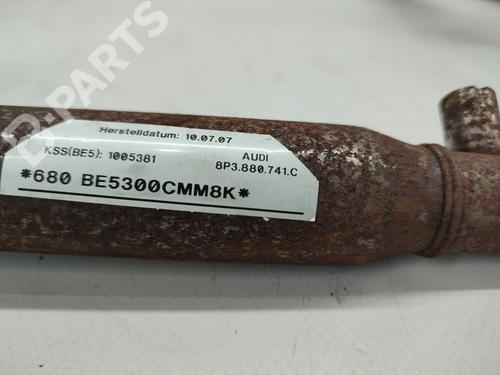 D-PARTS
Herstelldatum: 10.07.07
KSS(BE5): 1005381 AUDI
8P3.880.741.C
*680 BE5300CMM8K*